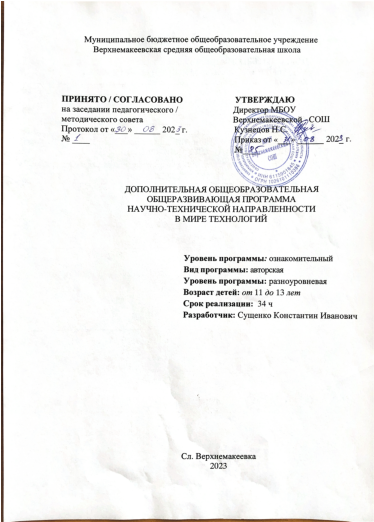 Муниципальное бюджетное общеобразовательное учреждение
Верхнемакеевская средняя общеобразовательная школа
ПРИНЯТО / СОГЛАСОВАНО
на заседании педагогического /
методического совета
Протокол от «30» 08 2023 г.
№ 1
УТВЕРЖДАЮ
Директор МБОУ
Верхнемакеевской СОШ
Кузнецов Н.С.
Приказ от « » 08 2023 г.
№
ДОПОЛНИТЕЛЬНАЯ ОБЩЕОБРАЗОВАТЕЛЬНАЯ
ОБЩЕРАЗВИВАЮЩАЯ ПРОГРАММА
НАУЧНО-ТЕХНИЧЕСКОЙ НАПРАВЛЕННОСТИ
В МИРЕ ТЕХНОЛОГИЙ
Уровень программы: ознакомительный
Вид программы: авторская
Уровень программы: разноуровневая
Возраст детей: от 11 до 13 лет
Срок реализации: 34 ч
Разработчик: Сущенко Константин Иванович
Сл. Верхнемакеевка
2023